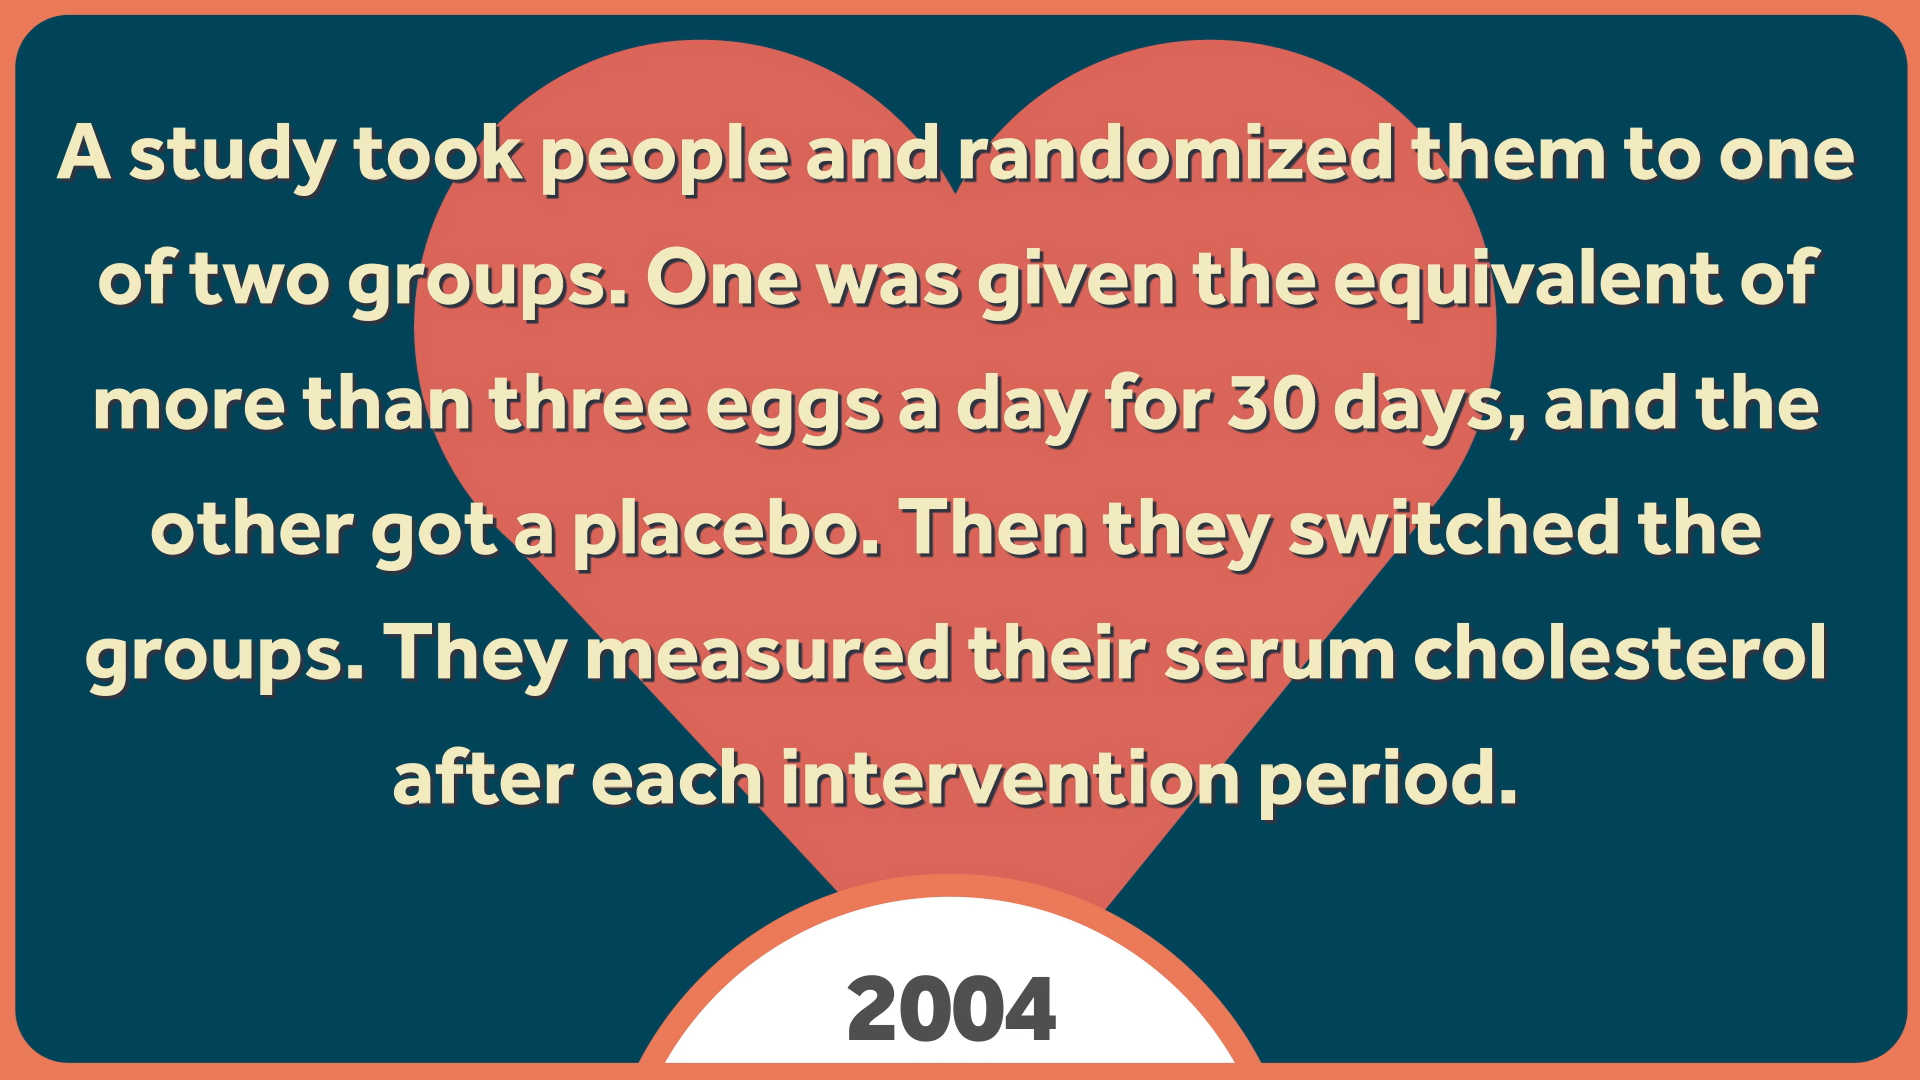 A study took people and randomized them to one
of two groups. One was given the equivalent of
more than three eggs a day for 30 days, and the
other got a placebo. Then they switched the
groups. They measured their serum cholesterol
after each intervention period.
2004